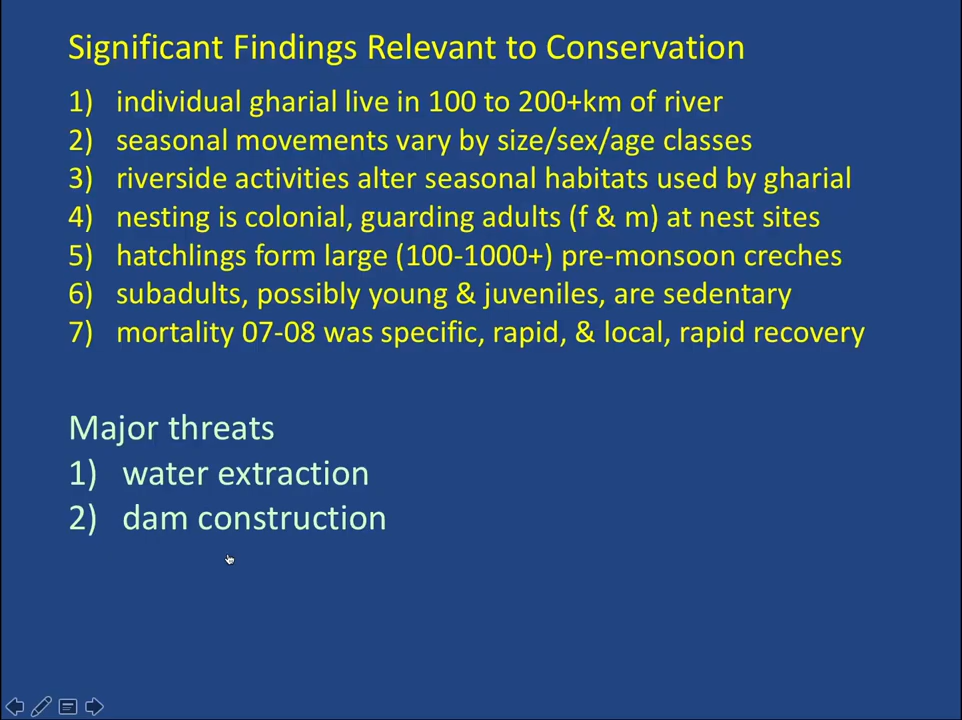 Significant Findings Relevant to Conservation
1) individual gharial live in 100 to 200+km of river
2) seasonal movements vary by size/sex/age classes
3) riverside activities alter seasonal habitats used by gharial
4) nesting is colonial, guarding adults (f & m) at nest sites
5) hatchlings form large (100-1000+) pre-monsoon creches
6) subadults, possibly young & juveniles, are sedentary
7) mortality 07-08 was specific, rapid, & local, rapid recovery
Major threats
1) water extraction
2) dam construction